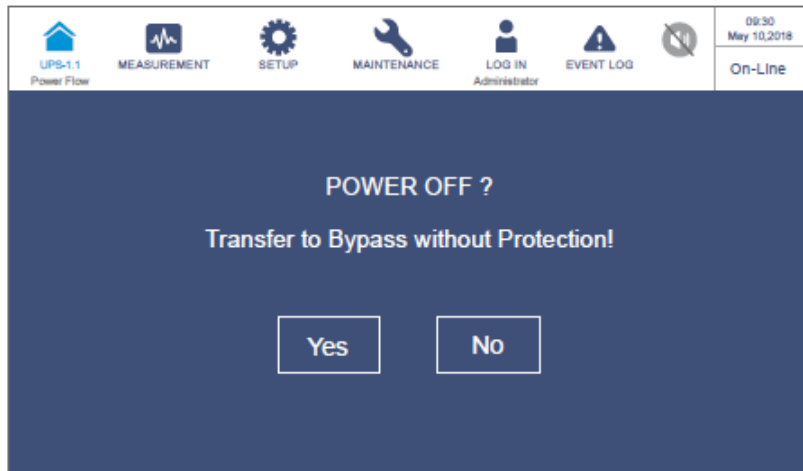 UPS-1.1
Power Flow
MEASUREMENT
SETUP
MAINTENANCE
LOG IN
Administrator
EVENT LOG
09:30
May 10,2018
On-Line
POWER OFF ?
Transfer to Bypass without Protection!
Yes
No